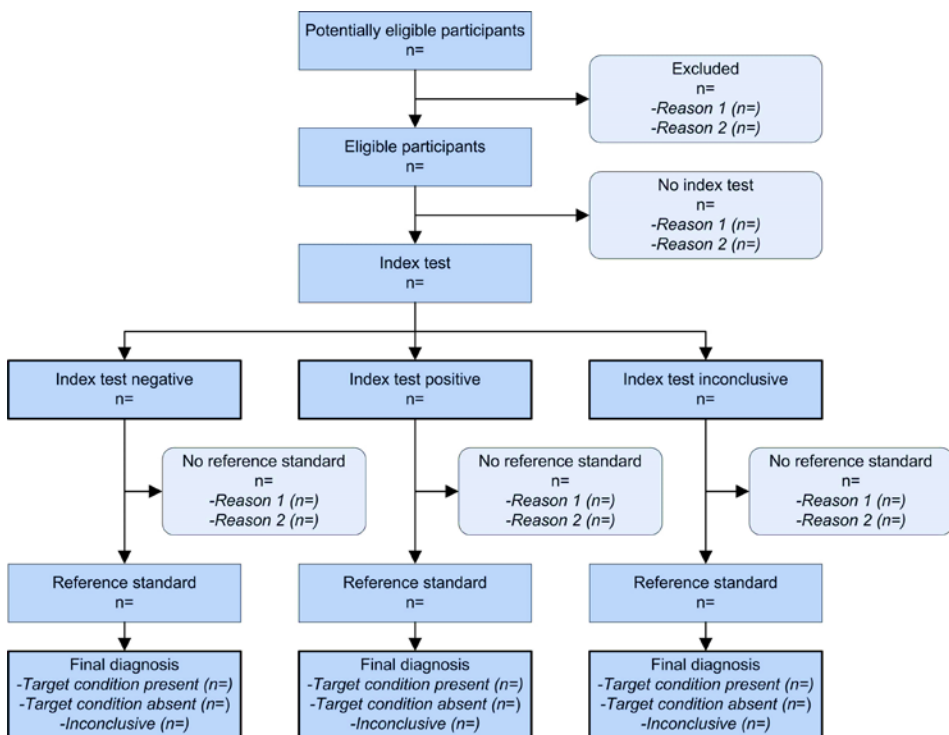 Potentially eligible participants
n=
Excluded
n=
-Reason 1 (n=)
-Reason 2 (n=)
Eligible participants
n=
No index test
n=
-Reason 1 (n=)
-Reason 2 (n=)
Index test
n=
Index test negative
n=
Index test positive
n=
Index test inconclusive
n=
No reference standard
n=
-Reason 1 (n=)
-Reason 2 (n=)
No reference standard
n=
-Reason 1 (n=)
-Reason 2 (n=)
No reference standard
n=
-Reason 1 (n=)
-Reason 2 (n=)
Reference standard
n=
Reference standard
n=
Reference standard
n=
Final diagnosis
-Target condition present (n=)
-Target condition absent (n=)
-Inconclusive (n=)
Final diagnosis
-Target condition present (n=)
-Target condition absent (n=)
-Inconclusive (n=)
Final diagnosis
-Target condition present (n=)
-Target condition absent (n=)
-Inconclusive (n=)